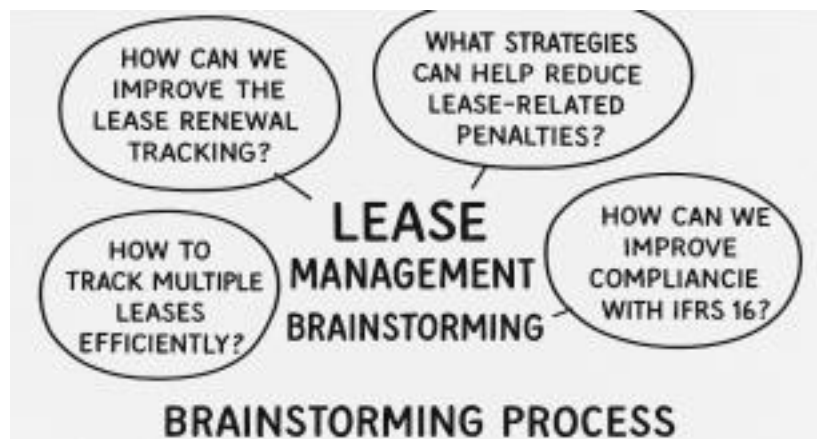 HOW CAN WE
IMPROVE THE
LEASE RENEWAL
TRACKING?
WHAT STRATEGIES
CAN HELP REDUCE
LEASE-RELATED
PENALTIES?
LEASE
MANAGEMENT
BRAINSTORMING
HOW TO
TRACK MULTIPLE
LEASES
EFFICIENTLY?
HOW CAN WE
IMPROVE
COMPLIANCIE
WITH IFRS 16?
BRAINSTORMING PROCESS